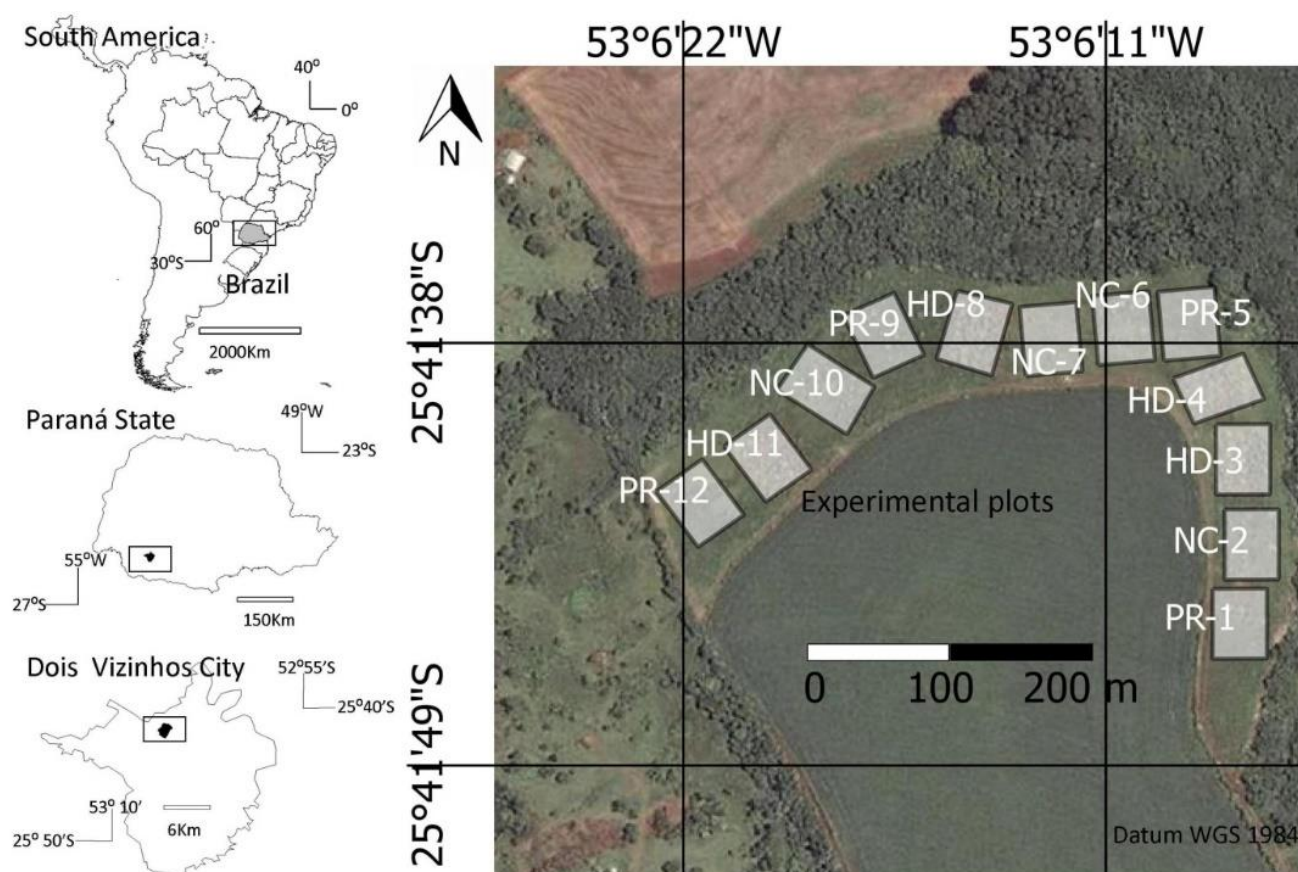 South America
40°
0°
60°
30°S
Brazil
2000Km
Paraná State
49°W
23°S
55°W
27°S
150Km
Dois Vizinhos City
52°55'S
25°40'S
53°10'
25°50'S
6Km
53°6'22"W
53°6'11"W
N
25°41'38"S
25°41'49"S
PR-9
HD-8
NC-6
PR-5
NC-7
NC-10
HD-4
HD-11
HD-3
PR-12
Experimental plots
NC-2
PR-1
0 100 200 m
Datum WGS 1984